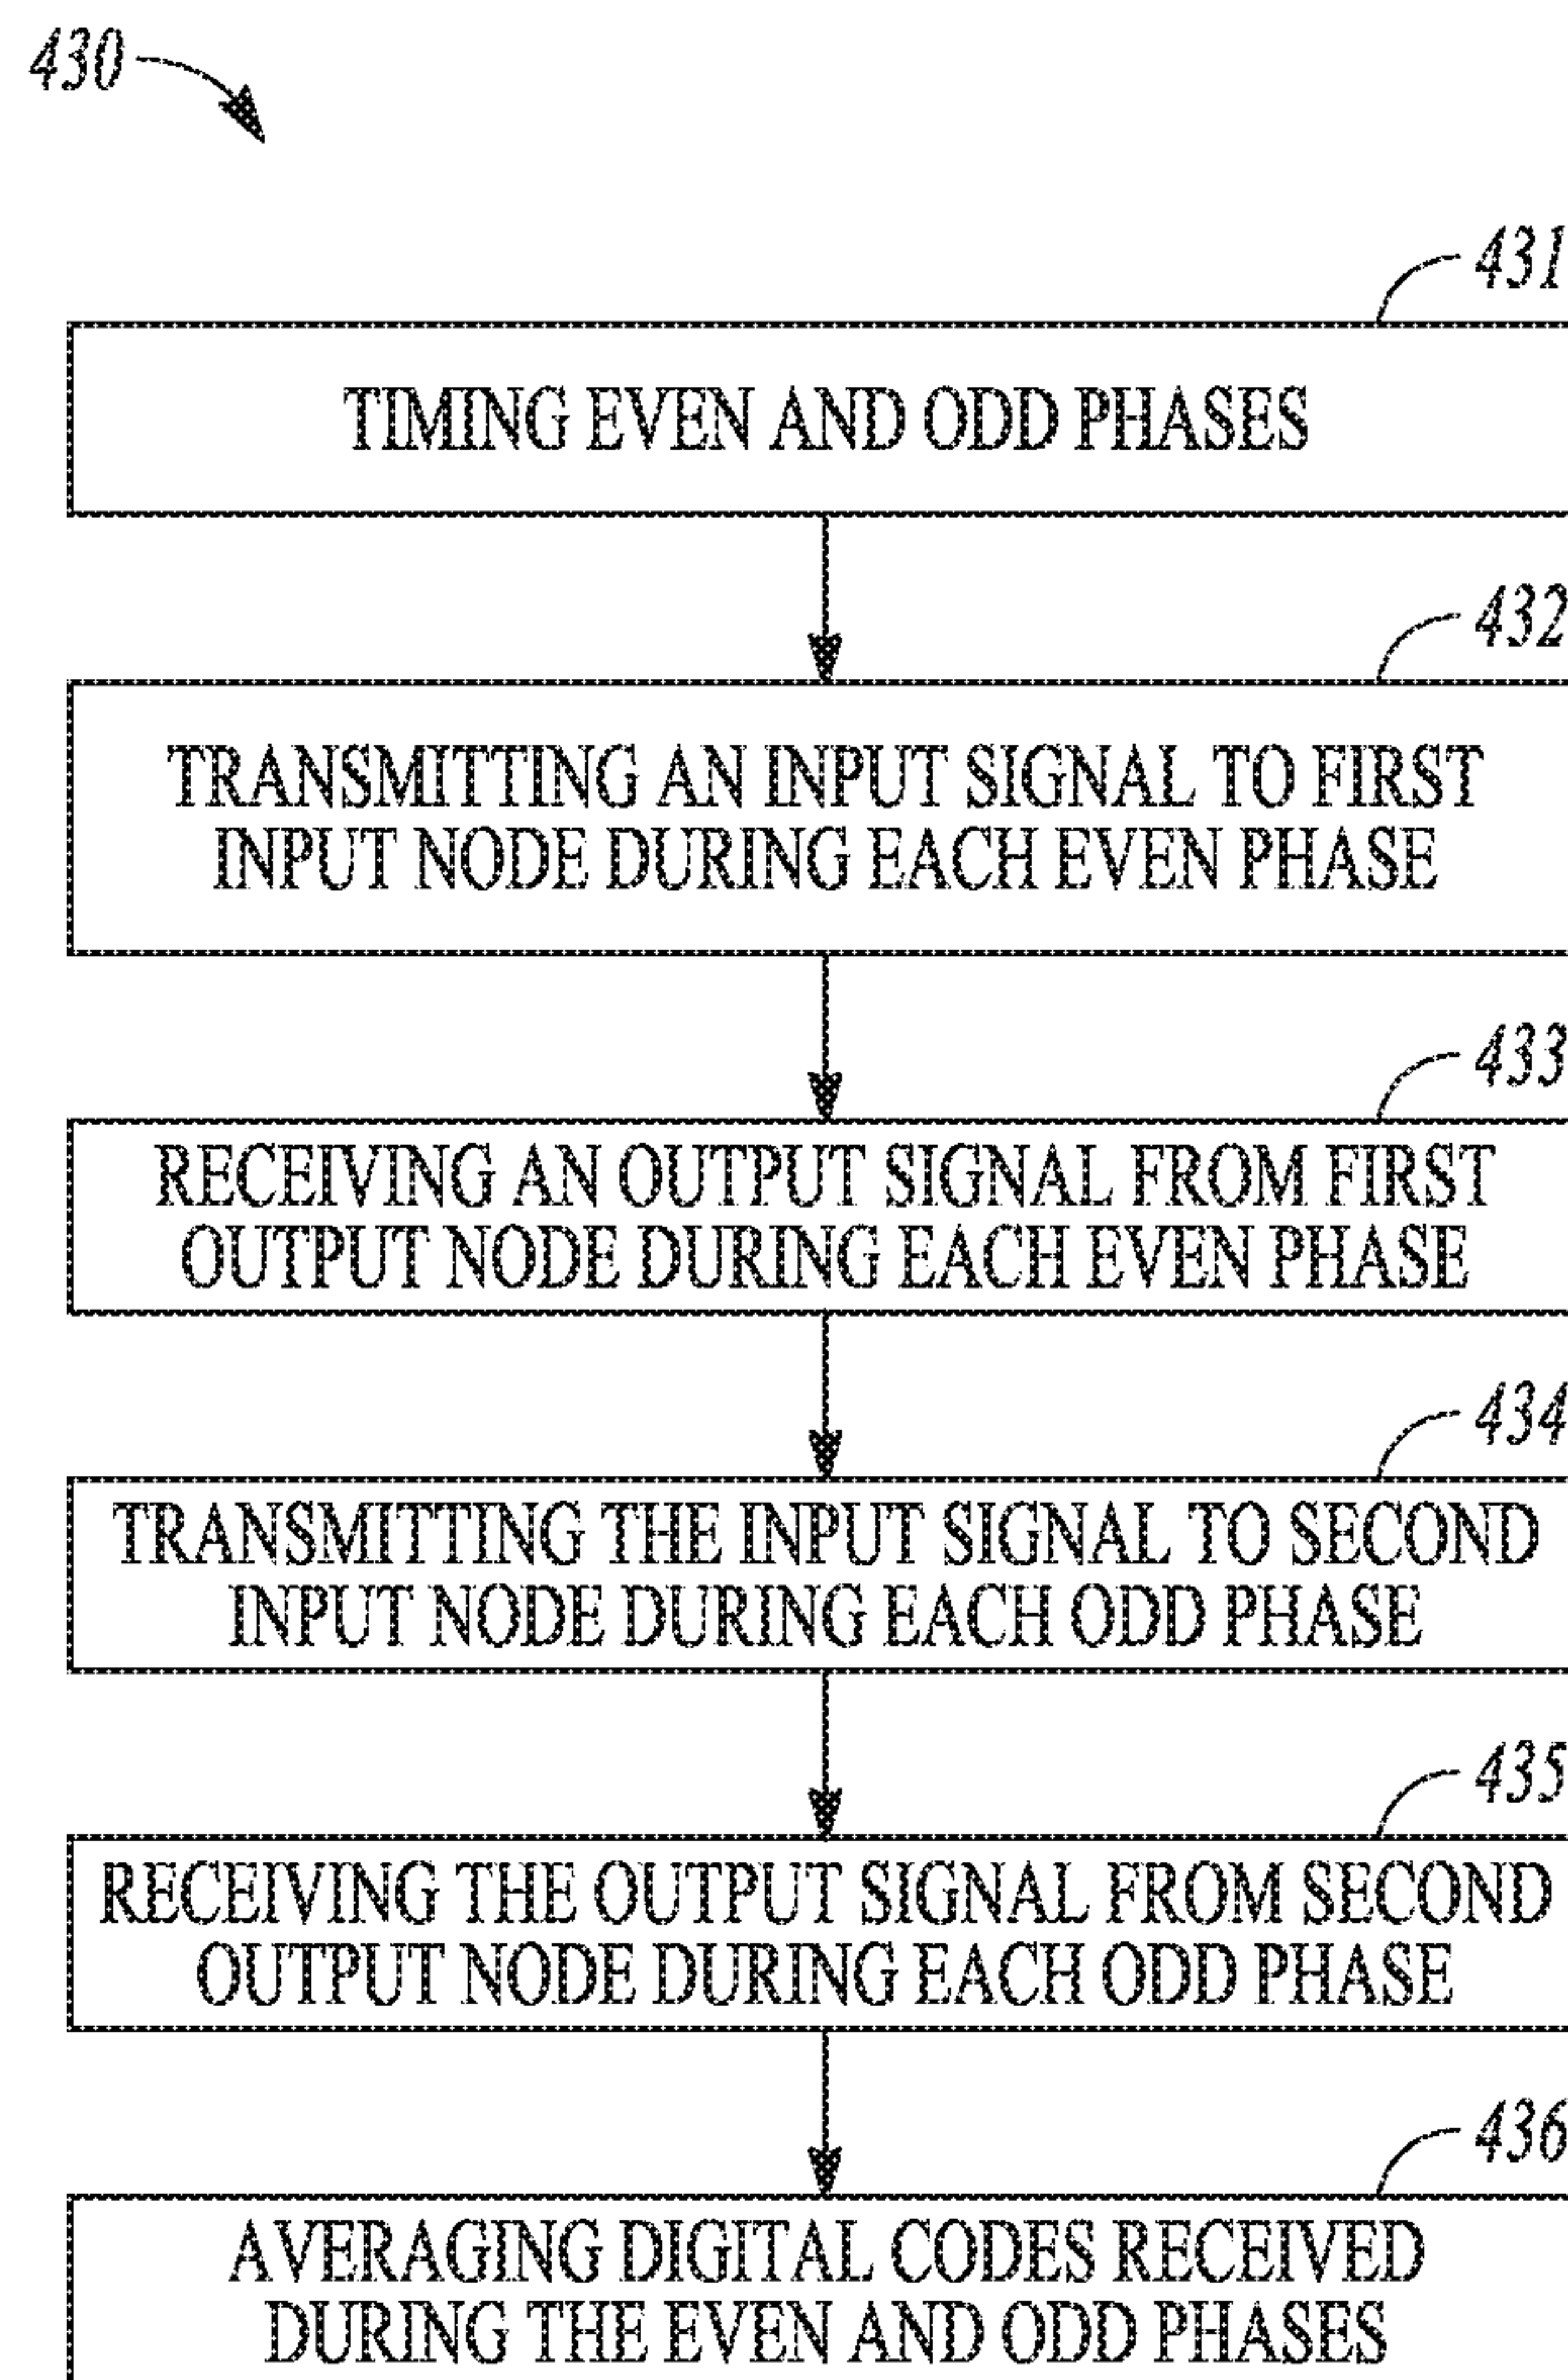 430
431
TIMING EVEN AND ODD PHASES
432
TRANSMITTING AN INPUT SIGNAL TO FIRST
INPUT NODE DURING EACH EVEN PHASE
433
RECEIVING AN OUTPUT SIGNAL FROM FIRST
OUTPUT NODE DURING EACH EVEN PHASE
434
TRANSMITTING THE INPUT SIGNAL TO SECOND
INPUT NODE DURING EACH ODD PHASE
435
RECEIVING THE OUTPUT SIGNAL FROM SECOND
OUTPUT NODE DURING EACH ODD PHASE
436
AVERAGING DIGITAL CODES RECEIVED
DURING THE EVEN AND ODD PHASES